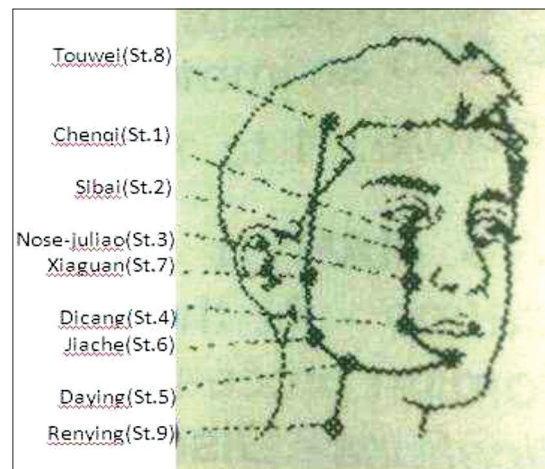 Touwei(St.8)
Chenqi(St.1)
Sibai(St.2)
Nose-juliao(St.3)
Xiaguan(St.7)
Dicang(St.4)
Jiache(St.6)
Daying(St.5)
Renying(St.9)